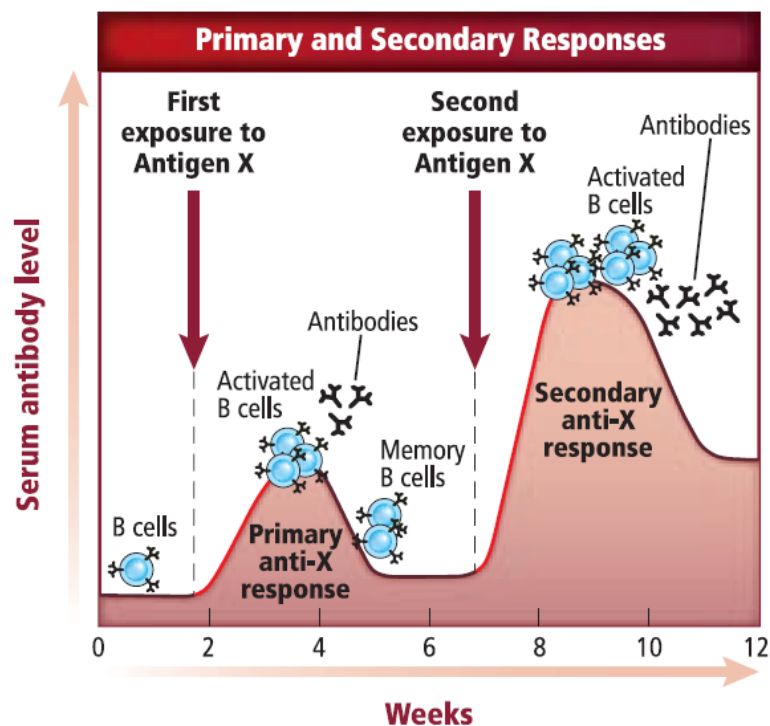 Primary and Secondary Responses
First
exposure to
Antigen X
Second
exposure to
Antigen X
Antibodies
Activated
B cells
Antibodies
Activated
B cells
Memory
B cells
B cells
Primary
anti-X
response
Secondary
anti-X
response
Serum antibody level
0 2 4 6 8 10 12
Weeks